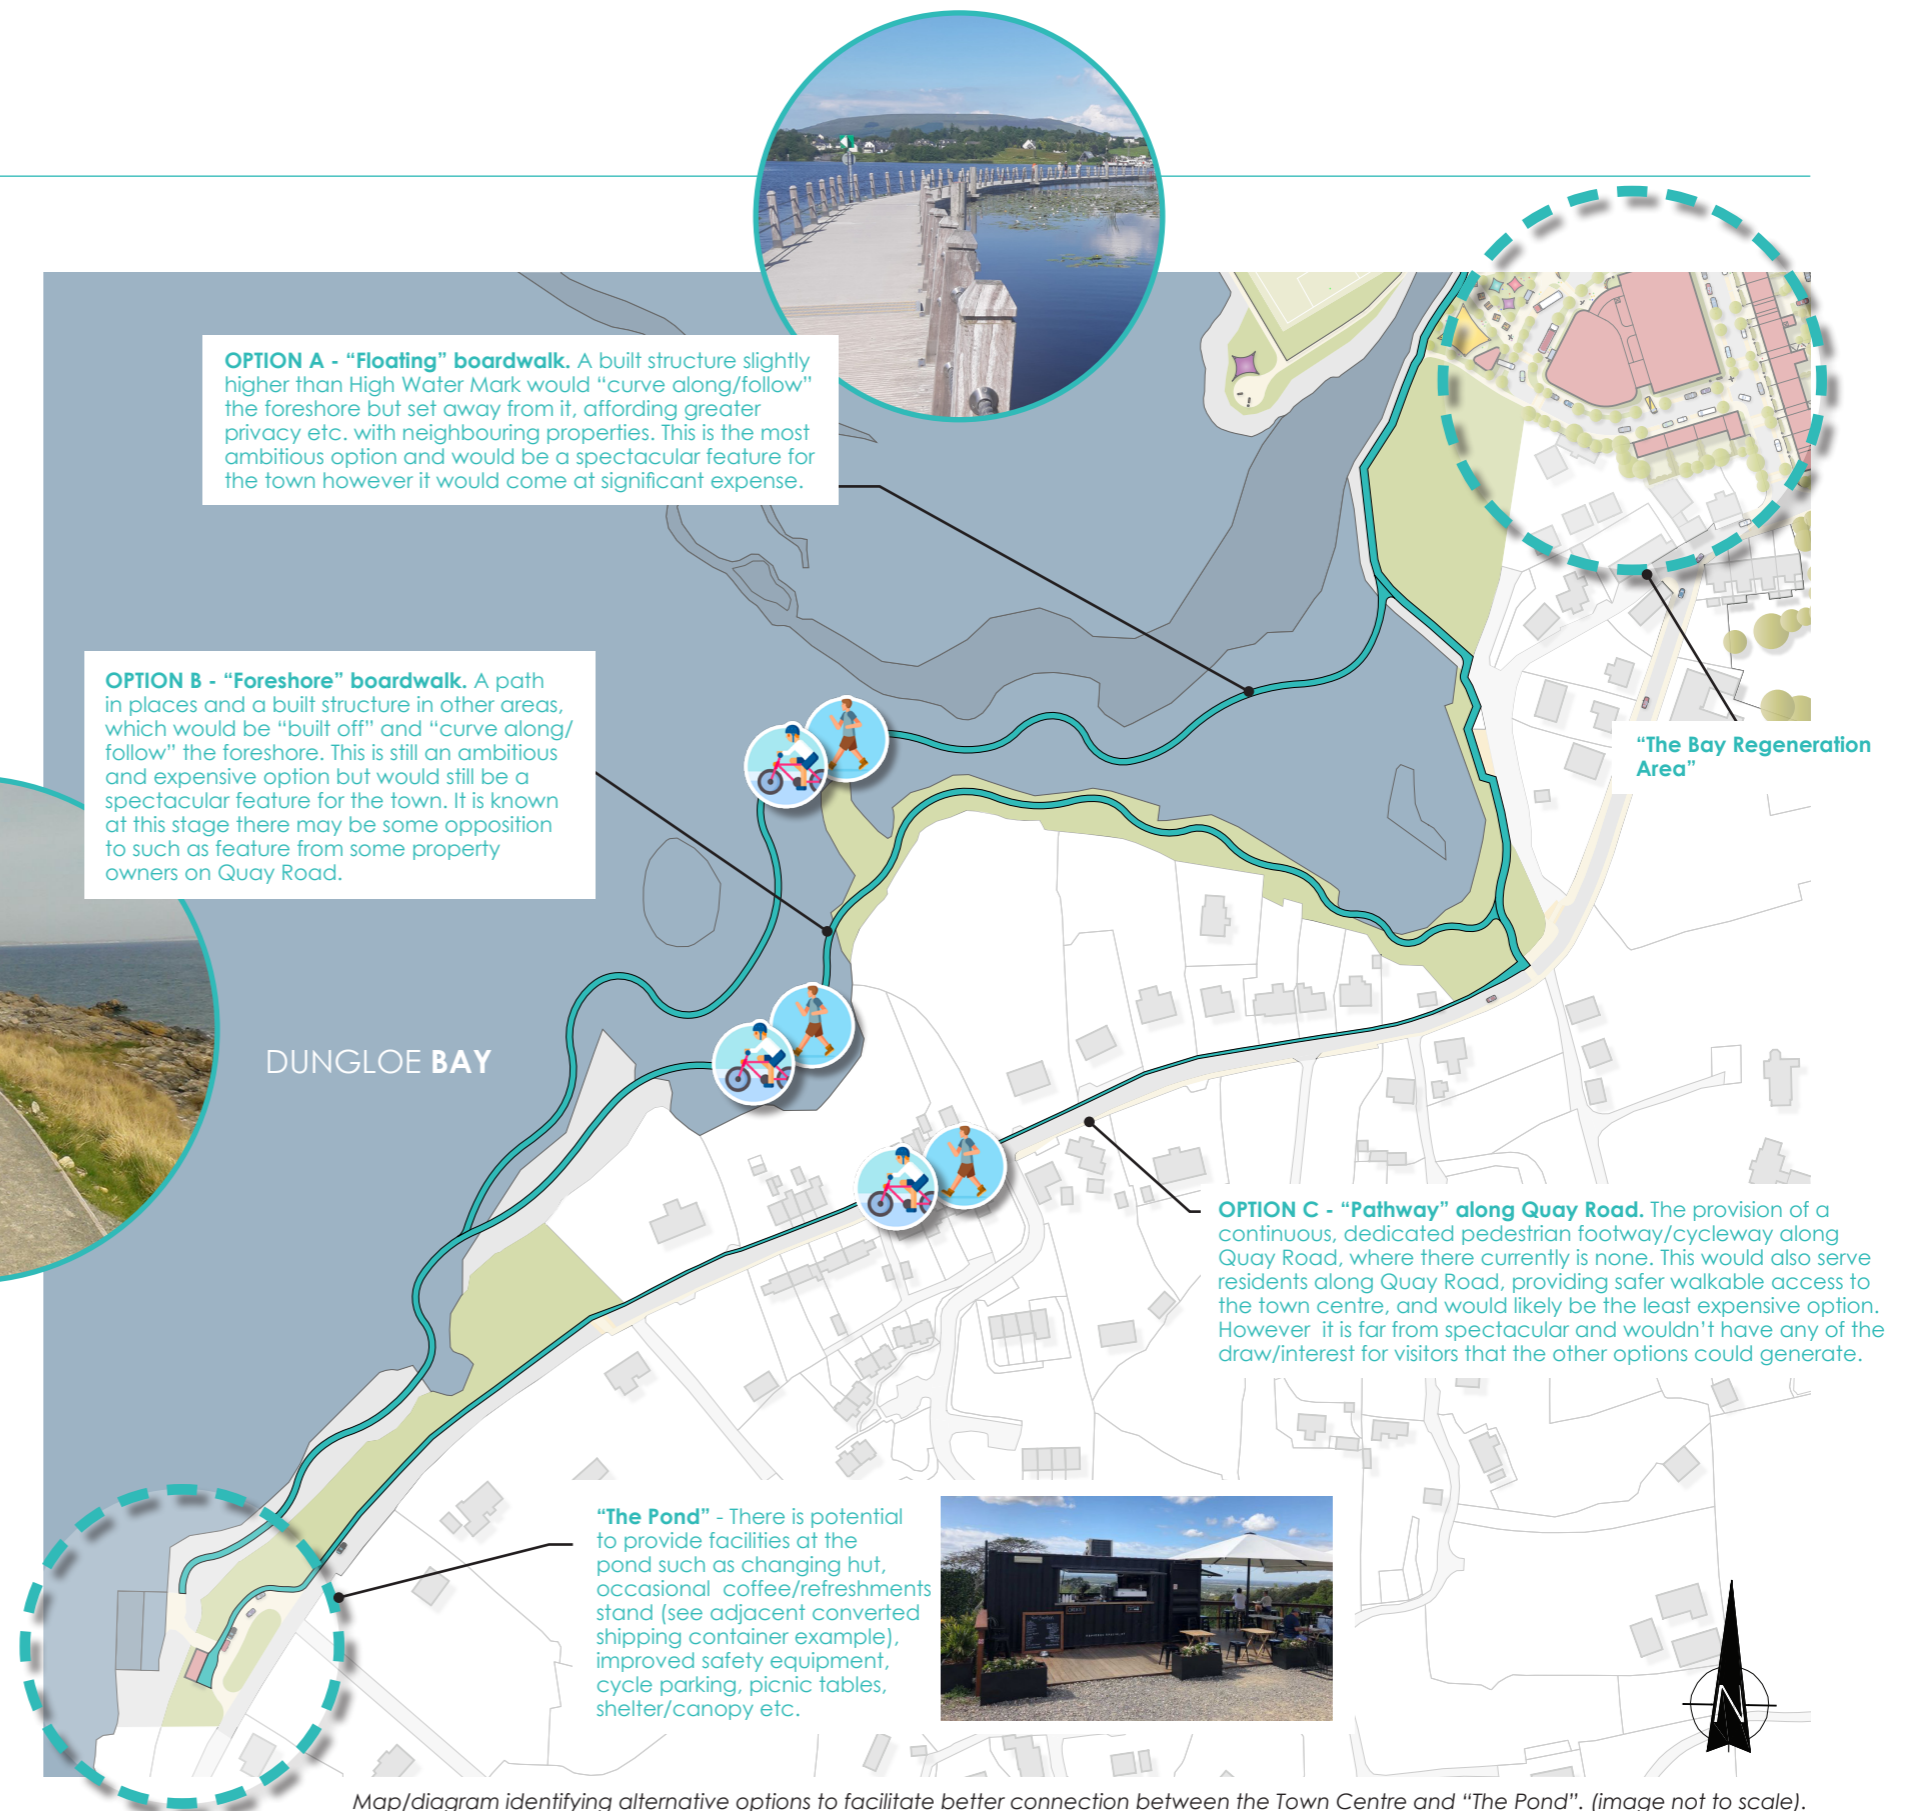 OPTION A - “Floating” boardwalk. A built structure slightly
higher than High Water Mark would “curve along/follow”
the foreshore but set away from it, affording greater
privacy etc. with neighbouring properties. This is the most
ambitious option and would be a spectacular feature for
the town however it would come at significant expense.
OPTION B - “Foreshore” boardwalk. A path
in places and a built structure in other areas,
which would be “built off” and “curve along/
follow” the foreshore. This is still an ambitious
and expensive option but would still be a
spectacular feature for the town. It is known
at this stage there may be some opposition
to such as feature from some property
owners on Quay Road.
“The Bay Regeneration
Area”
DUNGLOE BAY
OPTION C - “Pathway” along Quay Road. The provision of a
continuous, dedicated pedestrian footway/cycleway along
Quay Road, where there currently is none. This would also serve
residents along Quay Road, providing safer walkable access to
the town centre, and would likely be the least expensive option.
However it is far from spectacular and wouldn’t have any of the
draw/interest for visitors that the other options could generate.
“The Pond” - There is potential
to provide facilities at the
pond such as changing hut,
occasional coffee/refreshments
stand (see adjacent converted
shipping container example),
improved safety equipment,
cycle parking, picnic tables,
shelter/canopy etc.
N
Map/diagram identifying alternative options to facilitate better connection between the Town Centre and “The Pond”. (image not to scale).